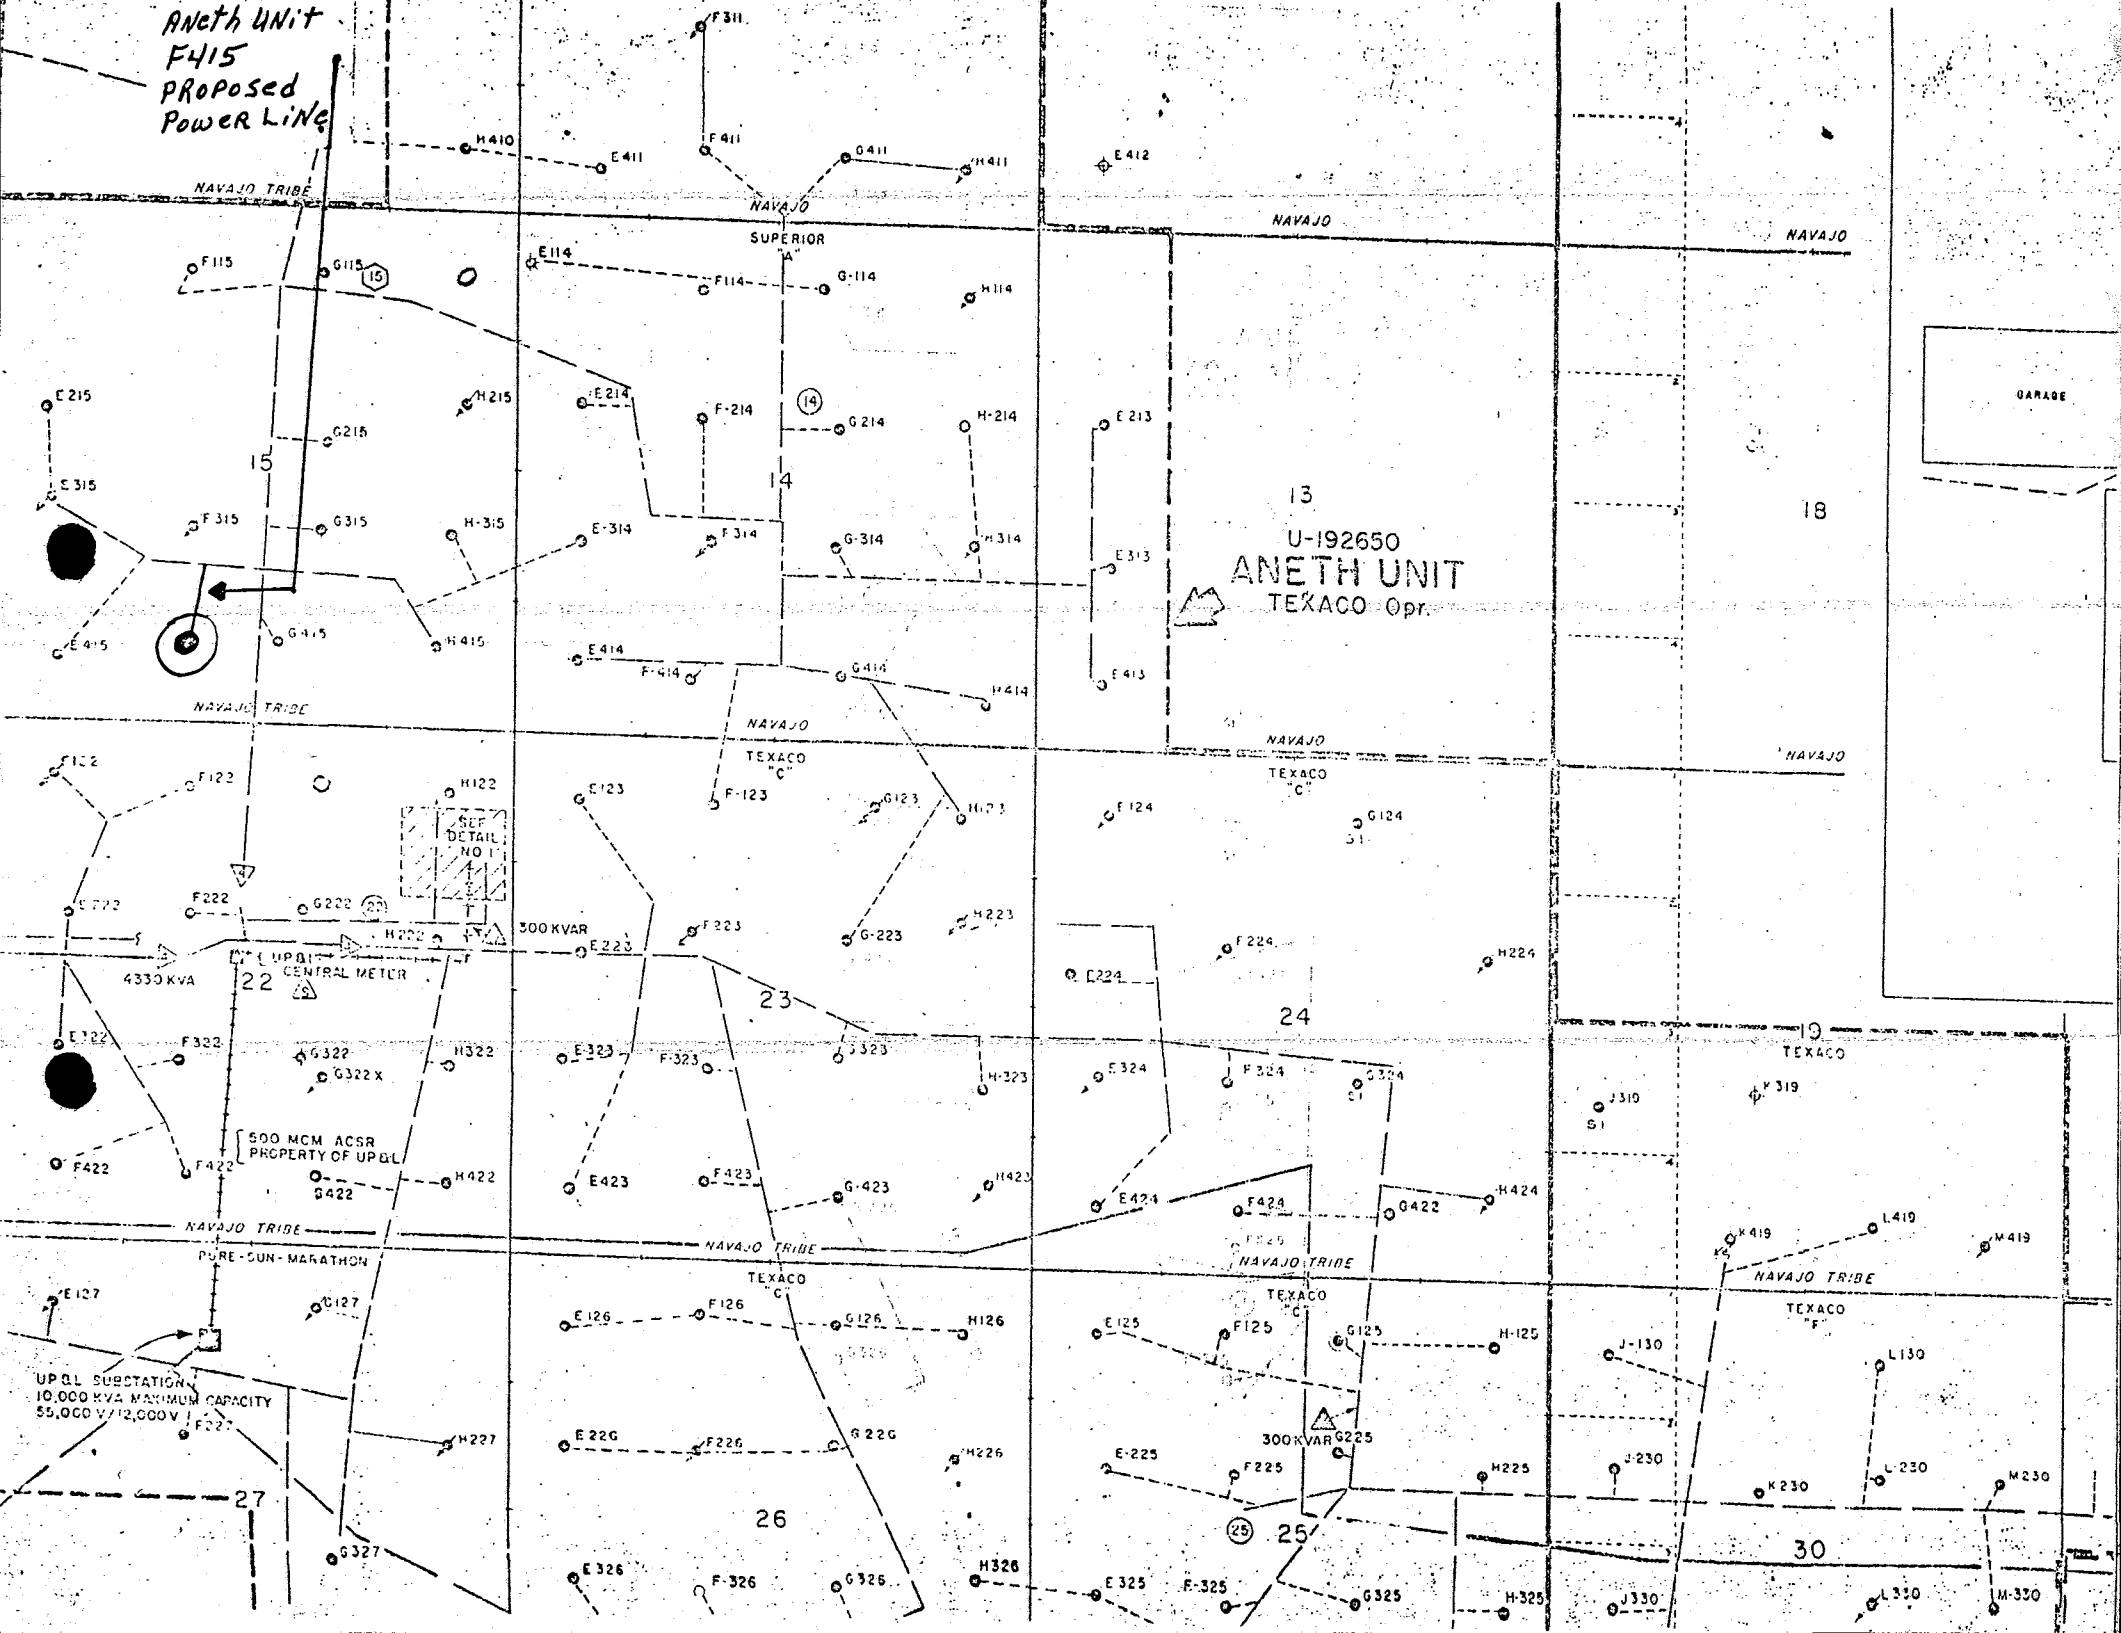 ANeth UNit
F415
PROPOSed
POWeR LiNe
F311
H410
E411
F411
G411
H411
E412
NAVAJO TRIBE
NAVAJO
NAVAJO
NAVAJO
SUPERIOR
"A"
F115
G115
15
E114
F114
G-114
H114
GARAGE
E215
H215
E214
F-214
14
G214
H-214
E213
G215
15
14
13
18
E315
F315
G315
H-315
E-314
F314
G-314
H314
E313
U-192650
ANETH UNIT
TEXACO Opr.
E415
G415
H415
E414
F-414
G414
H414
E413
NAVAJO TRIBE
NAVAJO
NAVAJO
NAVAJO
TEXACO
"C"
TEXACO
"C"
F122
H122
E123
F-123
G123
H123
F124
G124
SEE
DETAIL
NO 1
F222
G222
H222
300 KVAR
E223
F223
G-223
H223
F224
H224
E224
4330 KVA
UP&L
CENTRAL METER
22
23
24
19
TEXACO
E322
F322
G322
G322X
H322
E323
F-323
G323
H-323
E324
F324
G324
J319
K319
500 MCM ACSR
PROPERTY OF UP&L
F422
F422
G422
H422
E423
F423
G-423
H423
E424
F424
G422
H424
K419
L419
M419
NAVAJO TRIBE
NAVAJO TRIBE
NAVAJO TRIBE
NAVAJO TRIBE
PURE-SUN-MARATHON
TEXACO
"C"
TEXACO
"C"
TEXACO
"F"
E127
G127
E126
F126
G126
H126
E125
F125
G125
H-125
J-130
L130
UP&L SUBSTATION
10,000 KVA MAXIMUM CAPACITY
55,000 V/12,000 V
F227
H227
E226
F226
G226
H226
E-225
F225
300 KVAR
G225
H225
J-230
K230
L-230
M230
27
26
25
25
30
G327
E326
F-326
G326
H326
E325
F-325
G325
H-325
J330
L330
M-330